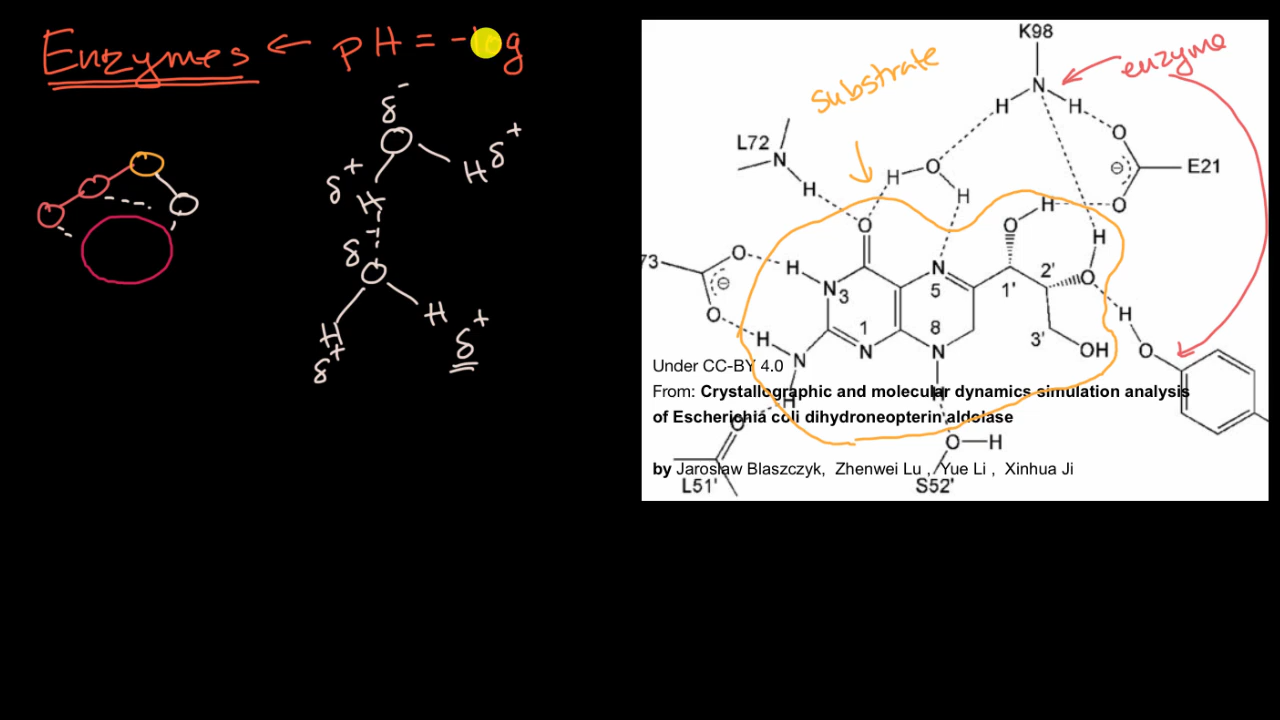 Enzymes ← pH = -log
δ⁻
O
H δ⁺
δ⁺
H
δ⁻
O
H
H
δ⁺
δ⁺
substrate
enzyme
K98
N
H H
L72
N
H
H O
H
O
⊖
O
E21
O
O H
H
73
O
⊖
O
H
N 3
N
5
1' 2'
O
H
H
N
1
N
8
N
3'
OH
O
H
H
O
L51'
O H
S52'
Under CC-BY 4.0
From: Crystallographic and molecular dynamics simulation analysis
of Escherichia coli dihydroneopterin aldolase
by Jaroslaw Blaszczyk, Zhenwei Lu , Yue Li , Xinhua Ji